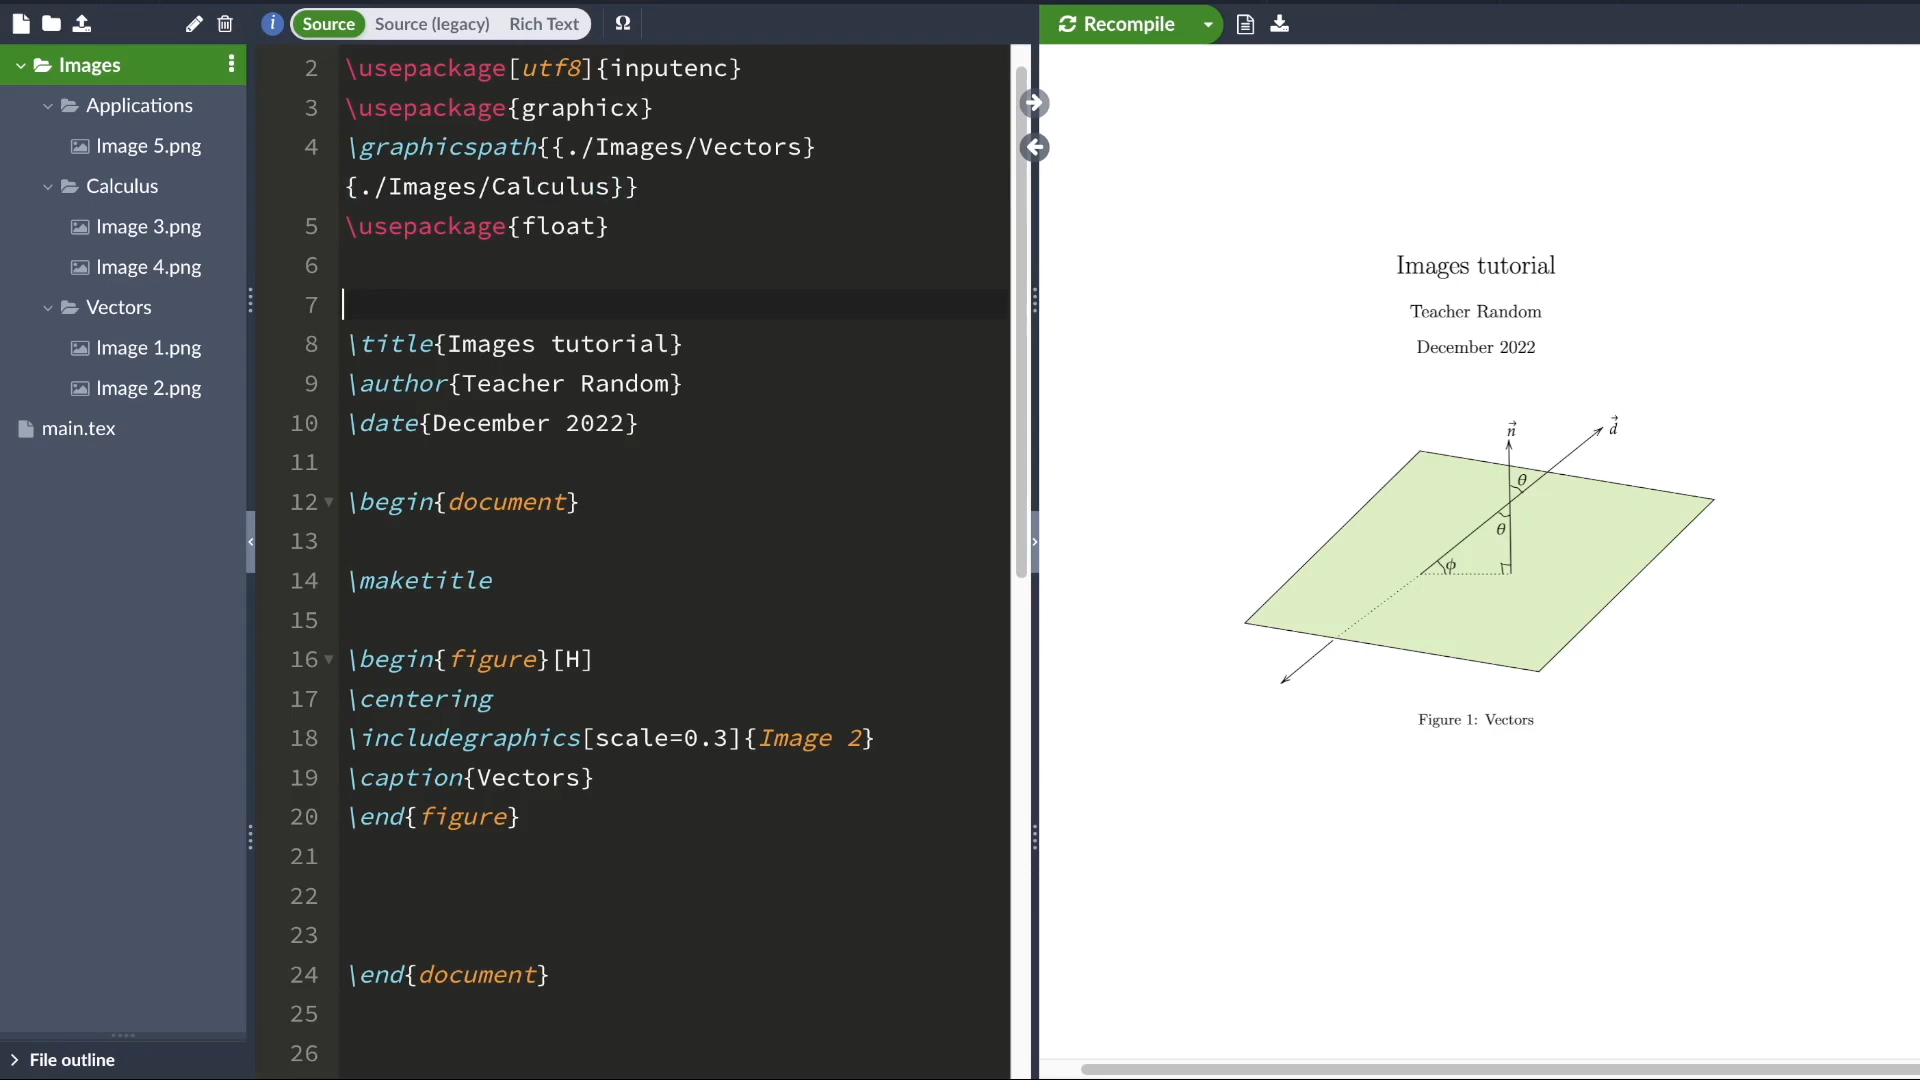 Source Source (legacy) Rich Text Ω
Recompile
Images
Applications
Image 5.png
Calculus
Image 3.png
Image 4.png
Vectors
Image 1.png
Image 2.png
main.tex
File outline
2 \usepackage[utf8]{inputenc}
3 \usepackage{graphicx}
4 \graphicspath{{./Images/Vectors}
{./Images/Calculus}}
5 \usepackage{float}
6
7
8 \title{Images tutorial}
9 \author{Teacher Random}
10 \date{December 2022}
11
12 \begin{document}
13
14 \maketitle
15
16 \begin{figure}[H]
17 \centering
18 \includegraphics[scale=0.3]{Image 2}
19 \caption{Vectors}
20 \end{figure}
21
22
23
24 \end{document}
25
26
Images tutorial
Teacher Random
December 2022
n⃗
d⃗
θ
θ
ϕ
Figure 1: Vectors